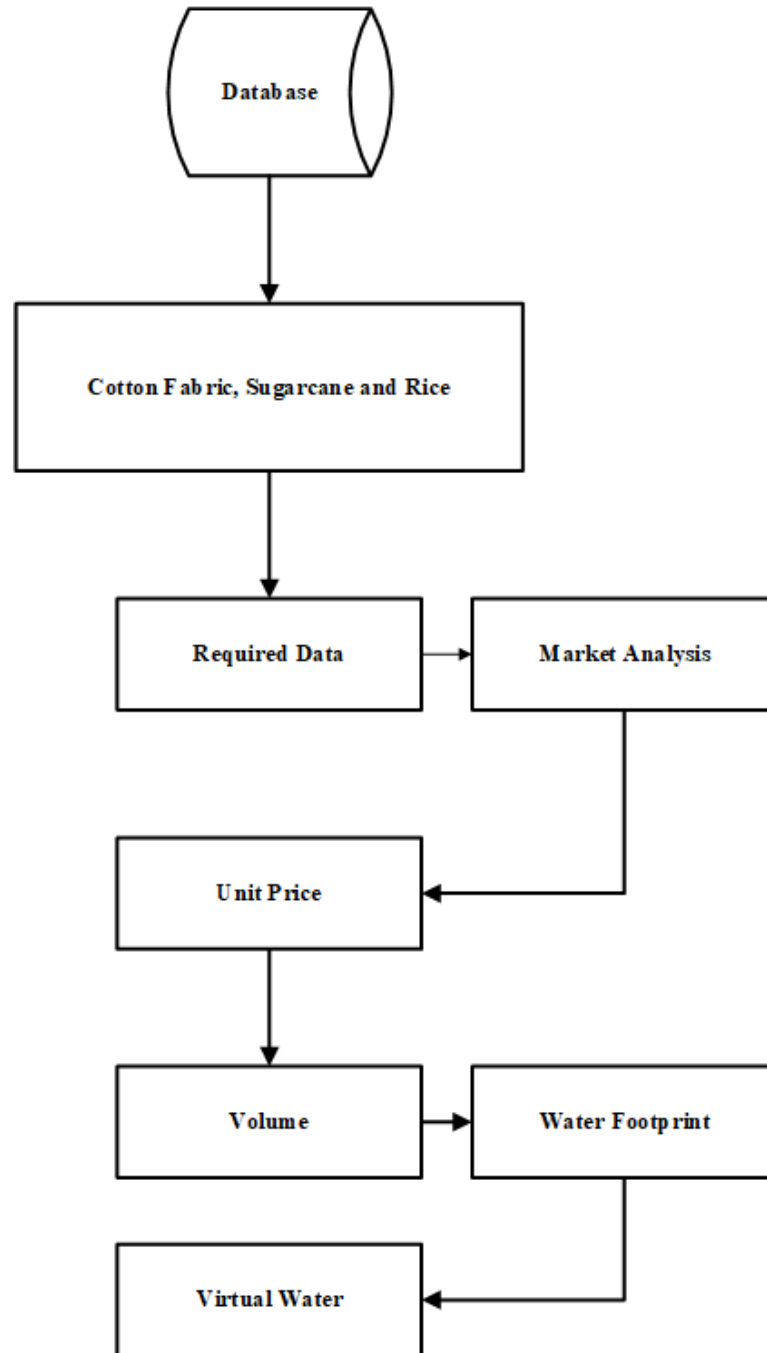 Database
Cotton Fabric, Sugarcane and Rice
Required Data
Market Analysis
Unit Price
Volume
Water Footprint
Virtual Water